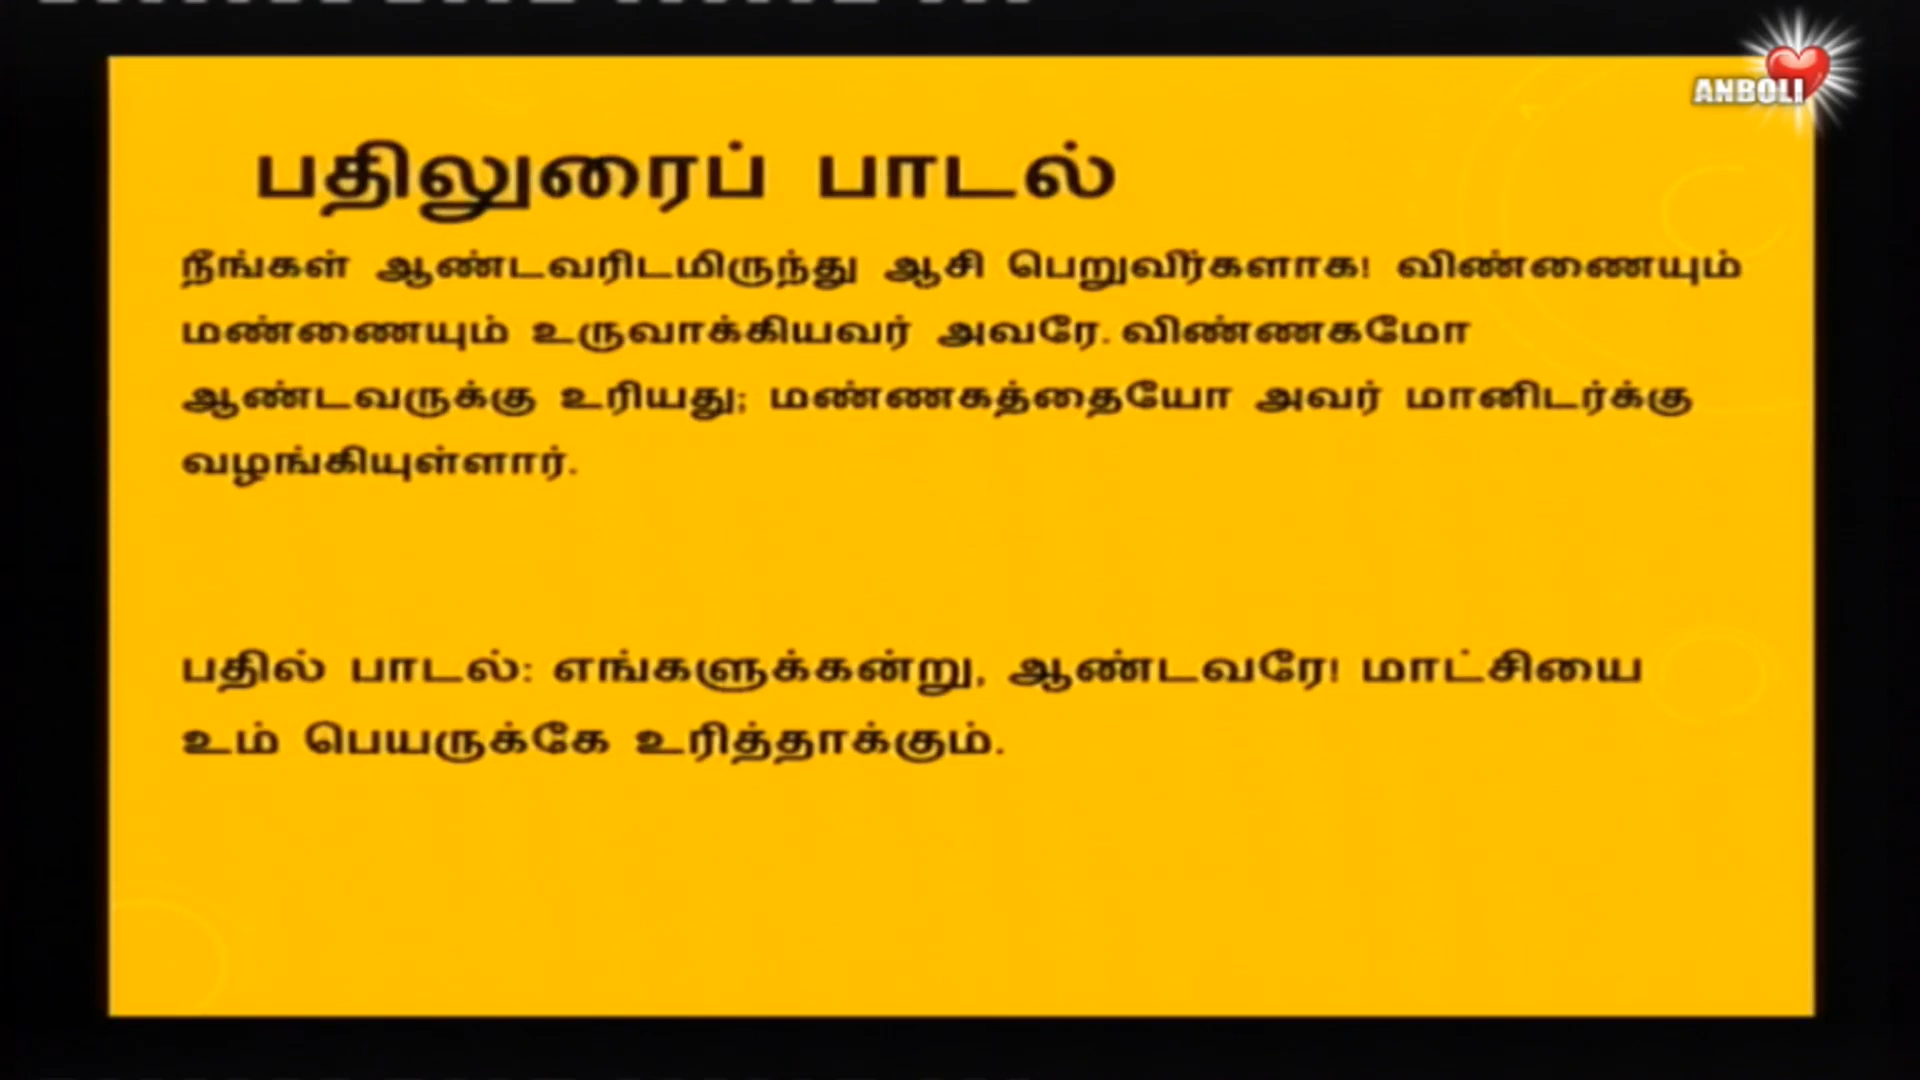 ANBOLI
பதிலுரைப் பாடல்
நீங்கள் ஆண்டவரிடமிருந்து ஆசி பெறுவீர்களாக! விண்ணையும்
மண்ணையும் உருவாக்கியவர் அவரே. விண்ணகமோ
ஆண்டவருக்கு உரியது; மண்ணகத்தையோ அவர் மானிடர்க்கு
வழங்கியுள்ளார்.
பதில் பாடல்: எங்களுக்கன்று, ஆண்டவரே! மாட்சியை
உம் பெயருக்கே உரித்தாக்கும்.